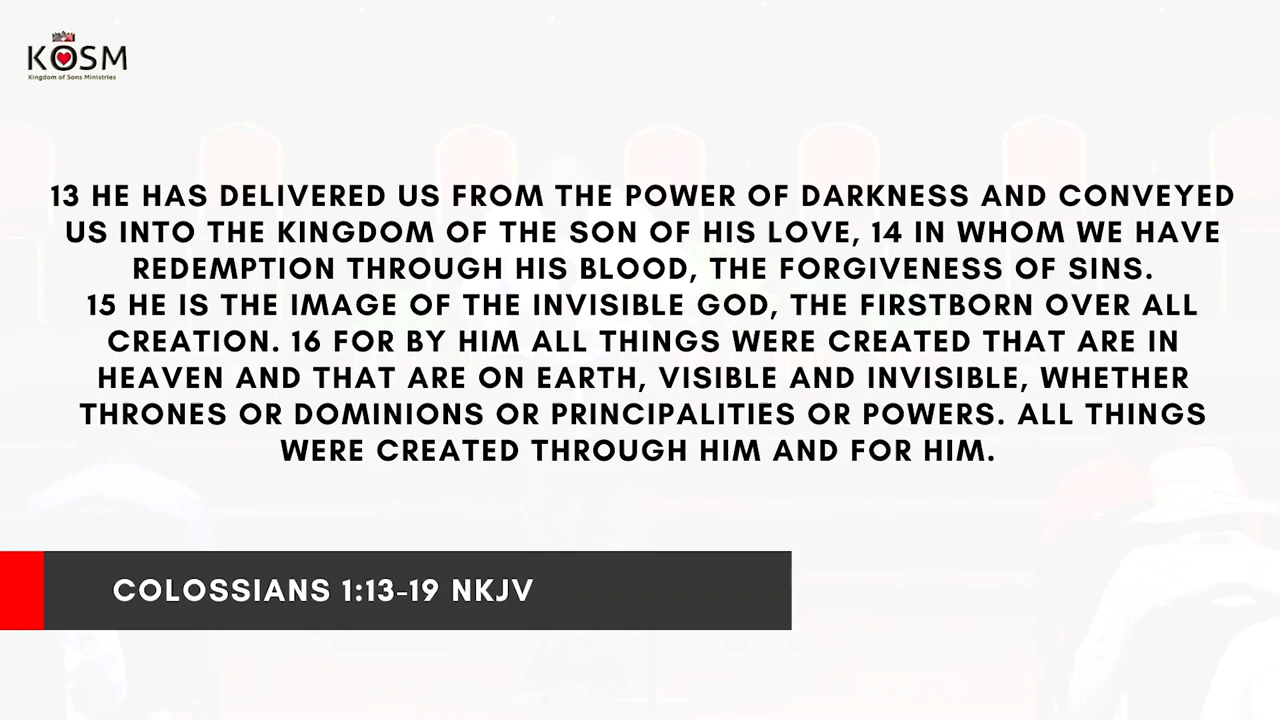 KOSM
Kingdom of Sons Ministries
13 HE HAS DELIVERED US FROM THE POWER OF DARKNESS AND CONVEYED
US INTO THE KINGDOM OF THE SON OF HIS LOVE, 14 IN WHOM WE HAVE
REDEMPTION THROUGH HIS BLOOD, THE FORGIVENESS OF SINS.
15 HE IS THE IMAGE OF THE INVISIBLE GOD, THE FIRSTBORN OVER ALL
CREATION. 16 FOR BY HIM ALL THINGS WERE CREATED THAT ARE IN
HEAVEN AND THAT ARE ON EARTH, VISIBLE AND INVISIBLE, WHETHER
THRONES OR DOMINIONS OR PRINCIPALITIES OR POWERS. ALL THINGS
WERE CREATED THROUGH HIM AND FOR HIM.
COLOSSIANS 1:13-19 NKJV